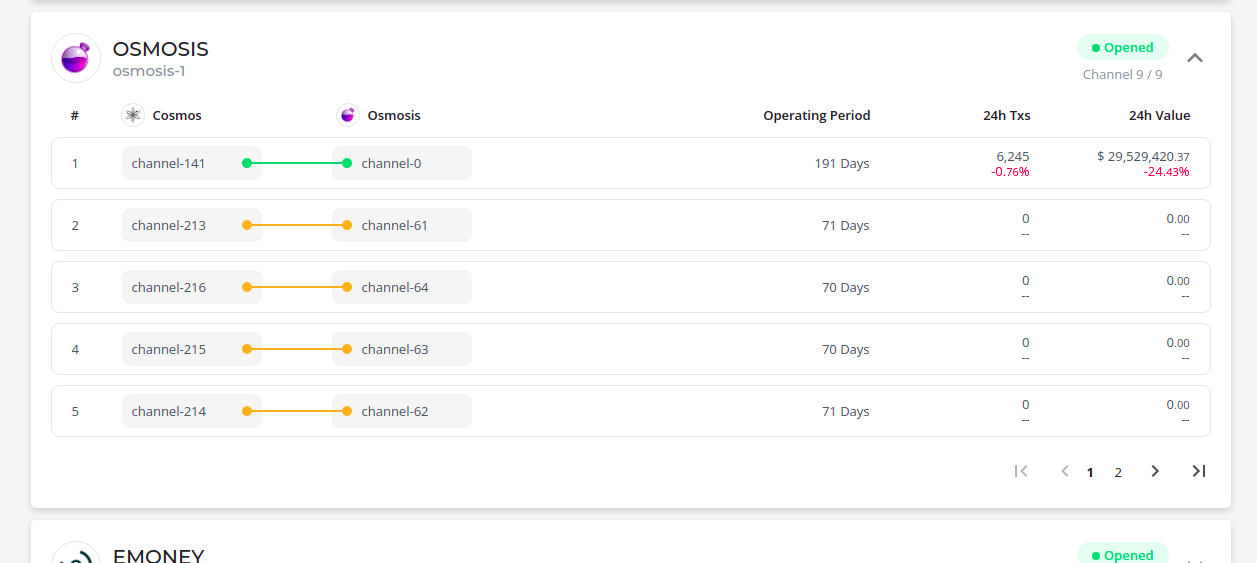 OSMOSIS
osmosis-1
Opened
Channel 9 / 9
# Cosmos Osmosis Operating Period 24h Txs 24h Value
1 channel-141 channel-0 191 Days 6,245 $ 29,529,420.37
-0.76% -24.43%
2 channel-213 channel-61 71 Days 0 0.00
-- --
3 channel-216 channel-64 70 Days 0 0.00
-- --
4 channel-215 channel-63 70 Days 0 0.00
-- --
5 channel-214 channel-62 71 Days 0 0.00
-- --
1 2
EMONEY Opened